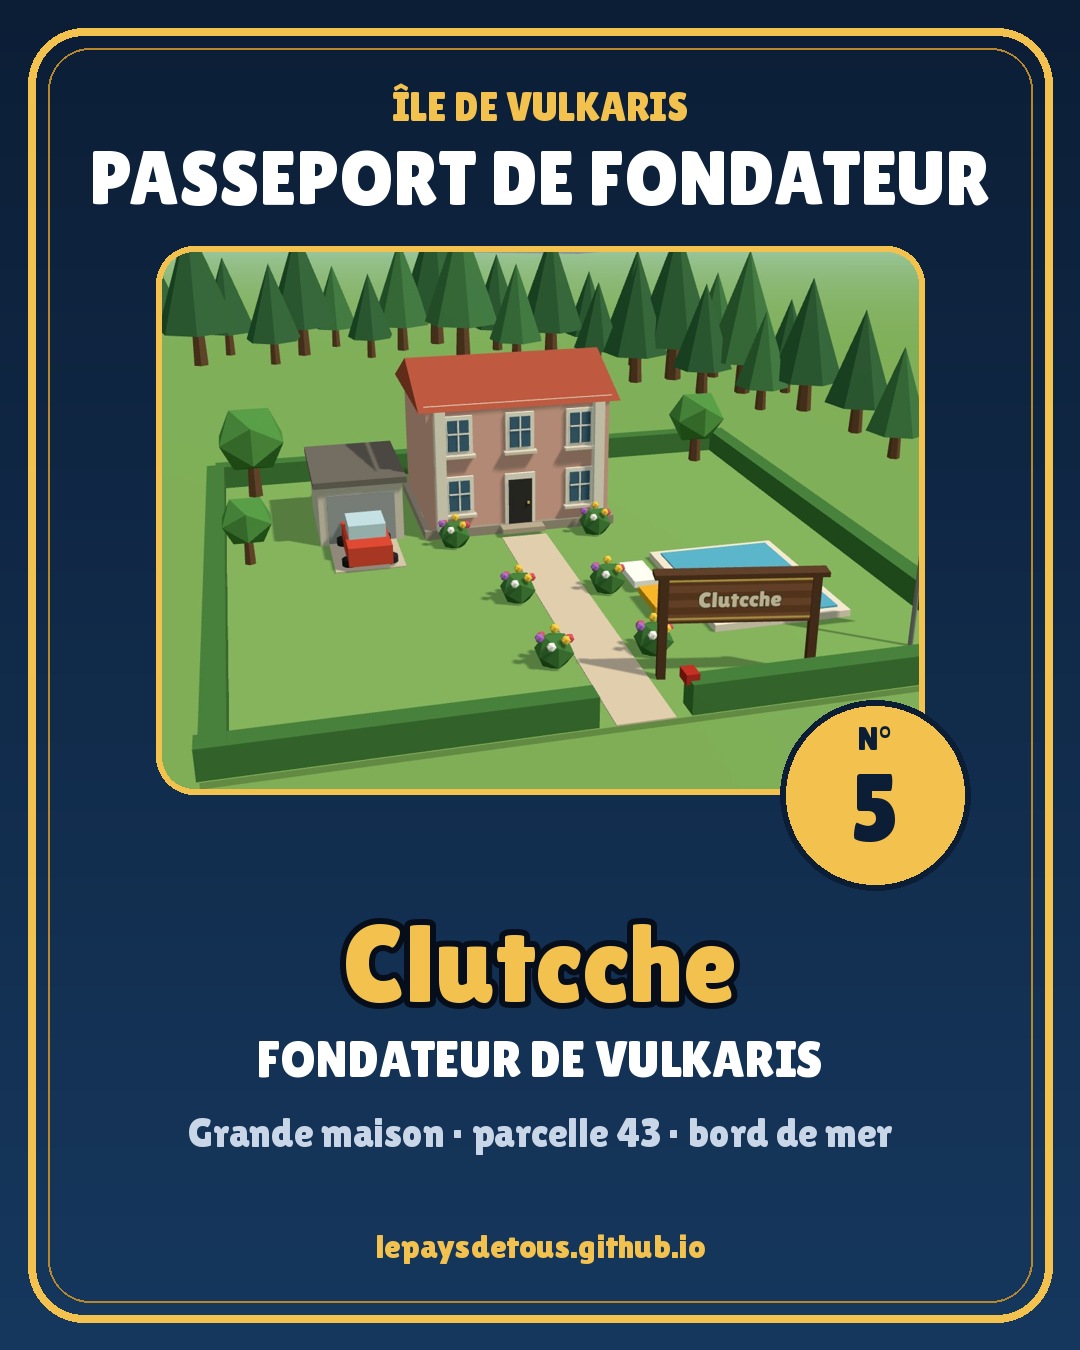 ÎLE DE VULKARIS
PASSEPORT DE FONDATEUR
Clutcche
N°
5
Clutcche
FONDATEUR DE VULKARIS
Grande maison · parcelle 43 · bord de mer
lepaysdetous.github.io